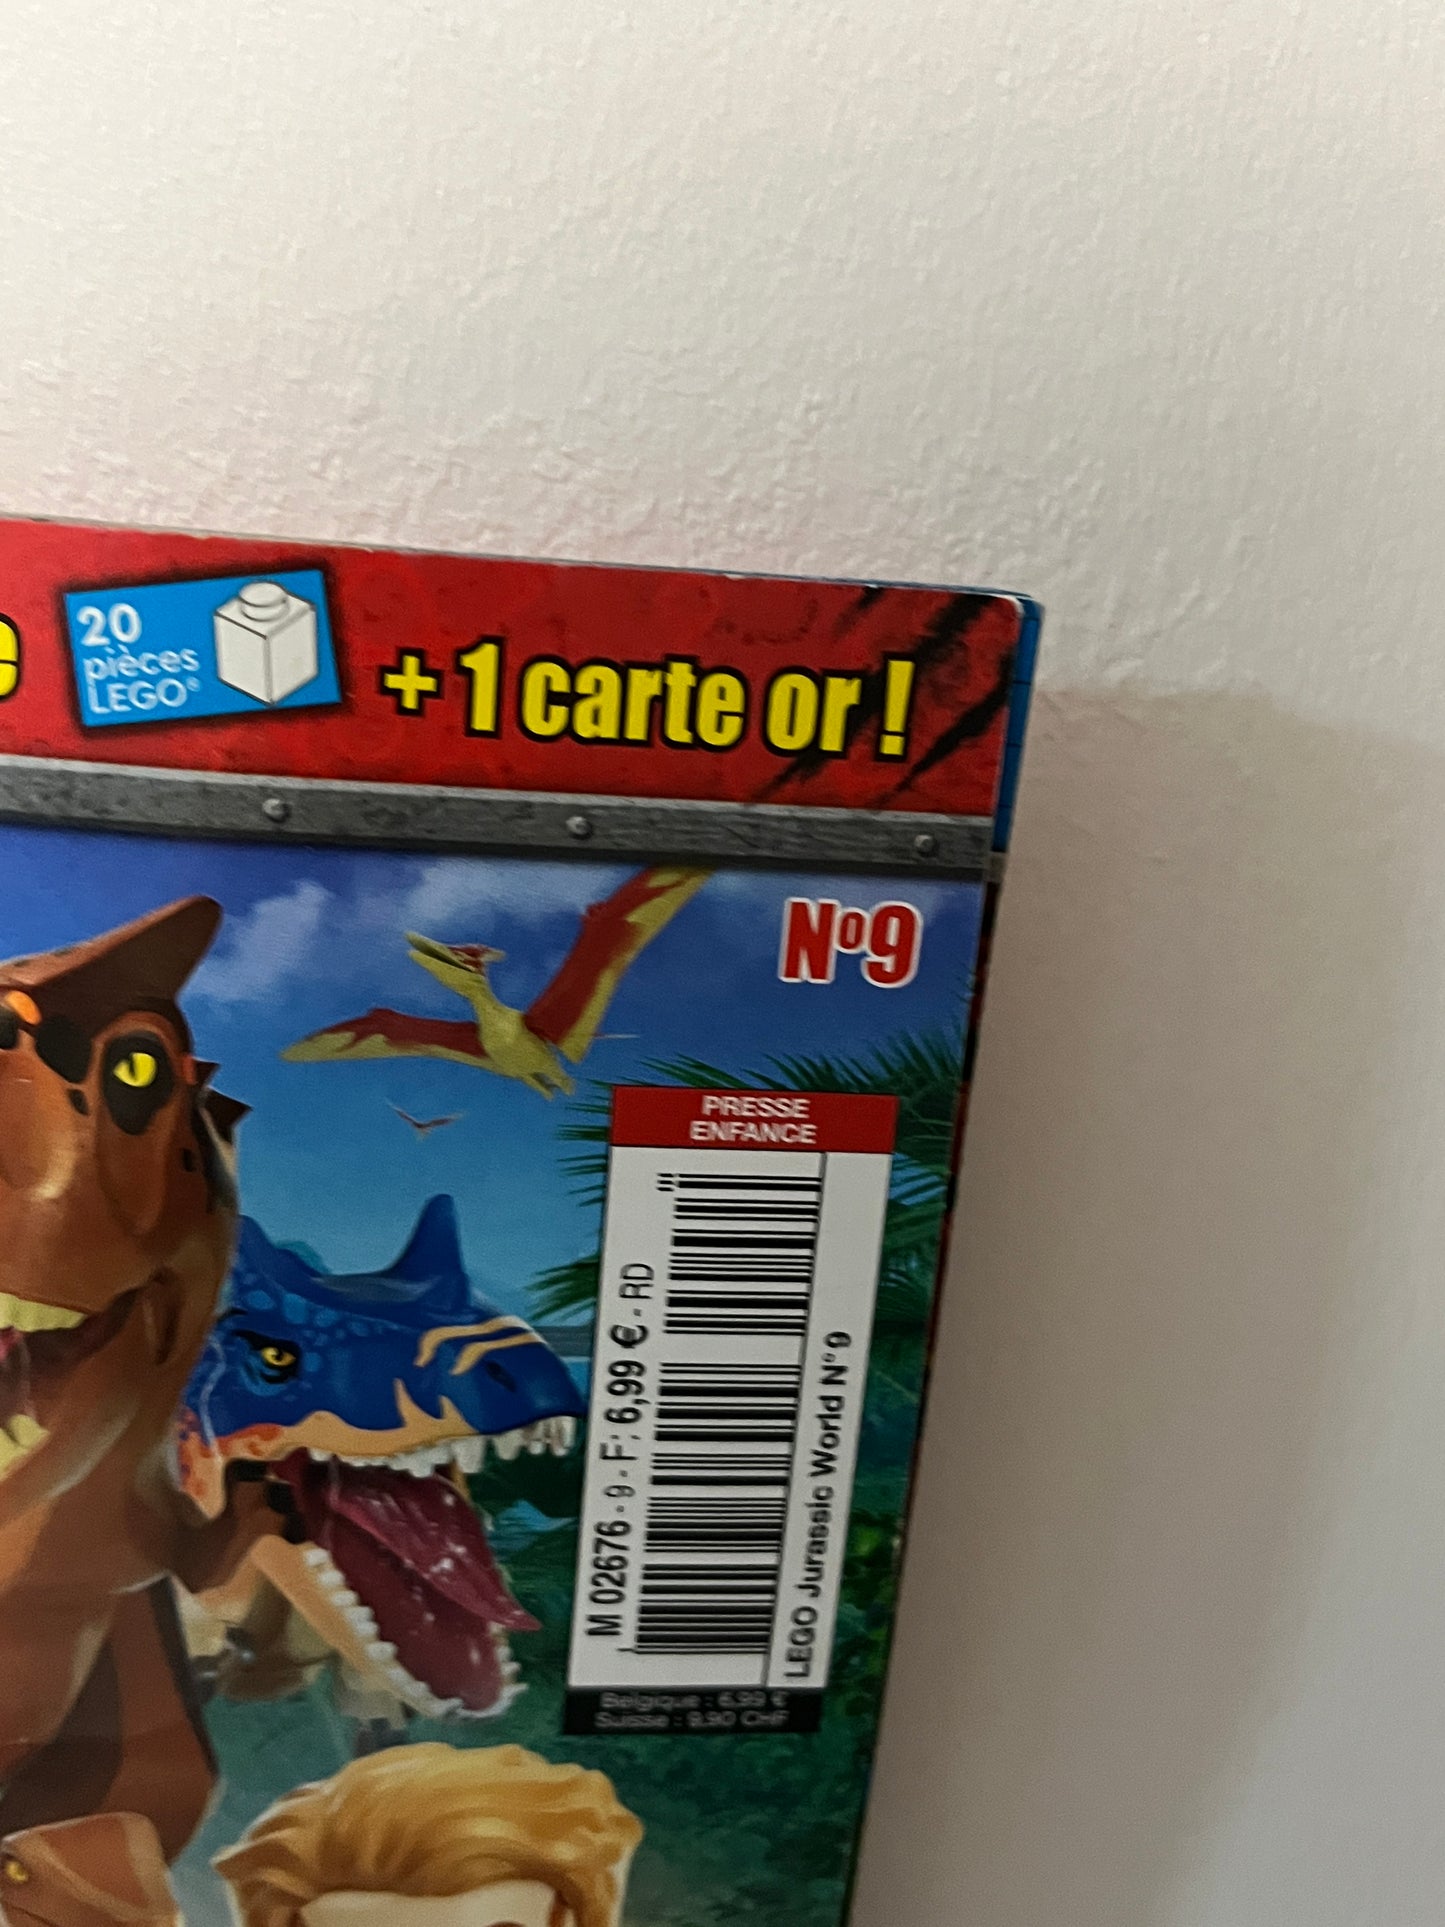 20
pièces
LEGO®
+ 1 carte or !
Nº9
PRESSE
ENFANCE
M 02676 - 9 - F: 6,99 € - RD
LEGO Jurassic World N° 9
Belgique : 6,99 €
Suisse : 9.90 CHF